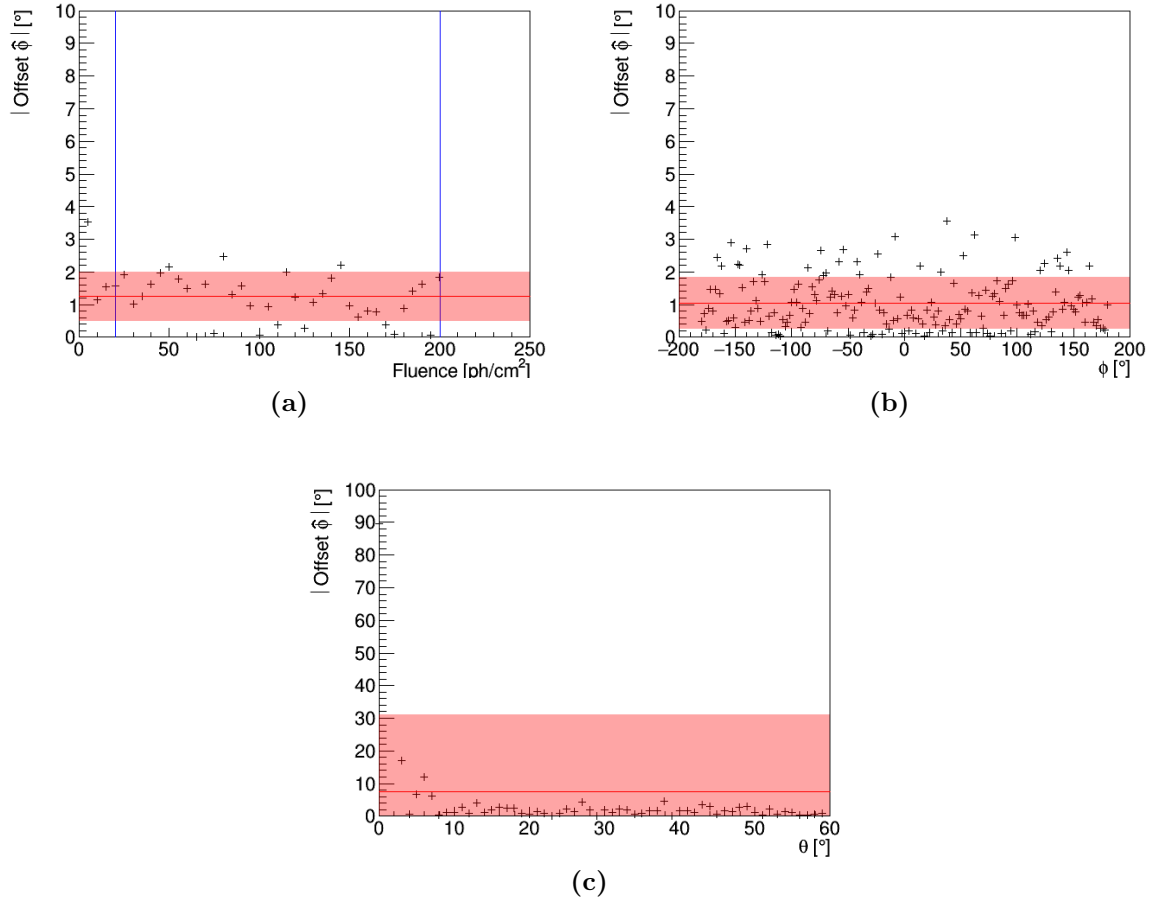 10
9
8
7
6
5
4
3
2
1
0
| Offset φ̂ | [°]
0 50 100 150 200 250
Fluence [ph/cm²]
(a)
10
9
8
7
6
5
4
3
2
1
0
| Offset φ̂ | [°]
−200 −150 −100 −50 0 50 100 150 200
ϕ [°]
(b)
100
90
80
70
60
50
40
30
20
10
0
| Offset φ̂ | [°]
0 10 20 30 40 50 60
θ [°]
(c)